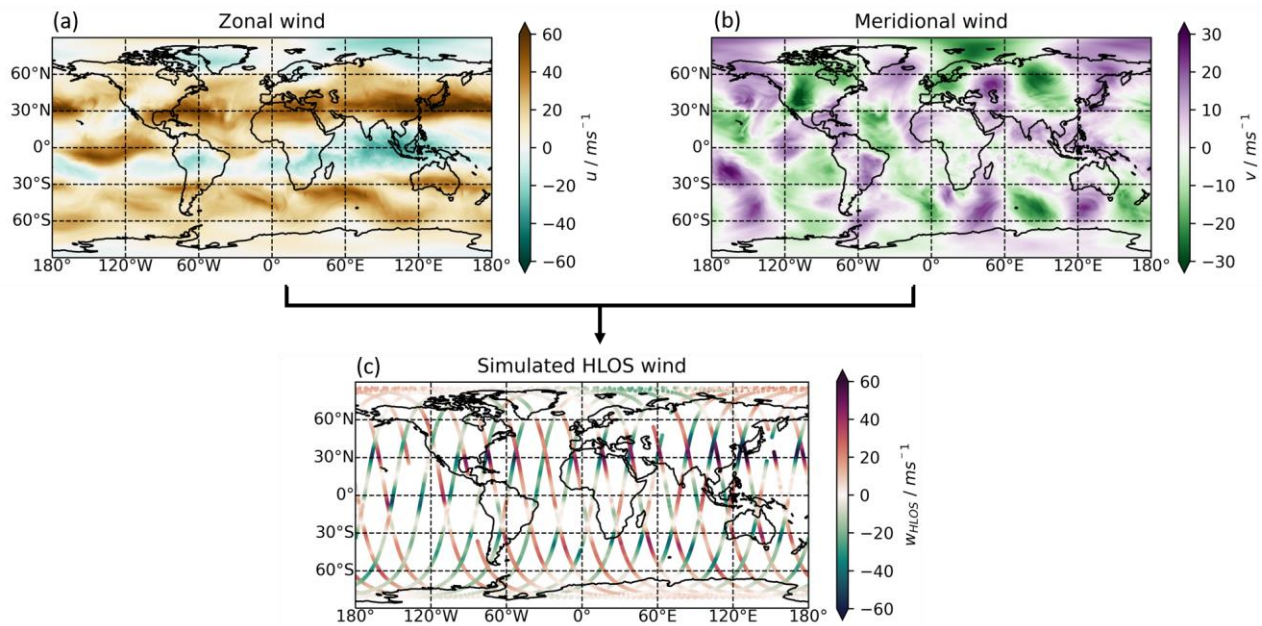 (a) Zonal wind
60°N
30°N
0°
30°S
60°S
180° 120°W 60°W 0° 60°E 120°E 180°
60
40
20
0
−20
−40
−60
u / ms⁻¹
(b) Meridional wind
60°N
30°N
0°
30°S
60°S
180° 120°W 60°W 0° 60°E 120°E 180°
30
20
10
0
−10
−20
−30
v / ms⁻¹
(c) Simulated HLOS wind
60°N
30°N
0°
30°S
60°S
180° 120°W 60°W 0° 60°E 120°E 180°
60
40
20
0
−20
−40
−60
w_HLOS / ms⁻¹